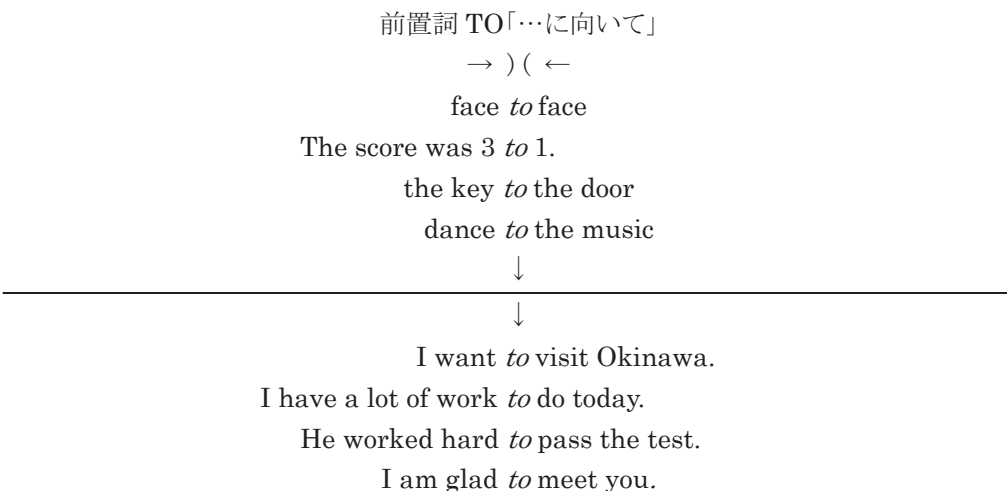 前置詞 TO「…に向いて」
→ ) ( ←
face to face
The score was 3 to 1.
the key to the door
dance to the music
↓
↓
I want to visit Okinawa.
I have a lot of work to do today.
He worked hard to pass the test.
I am glad to meet you.